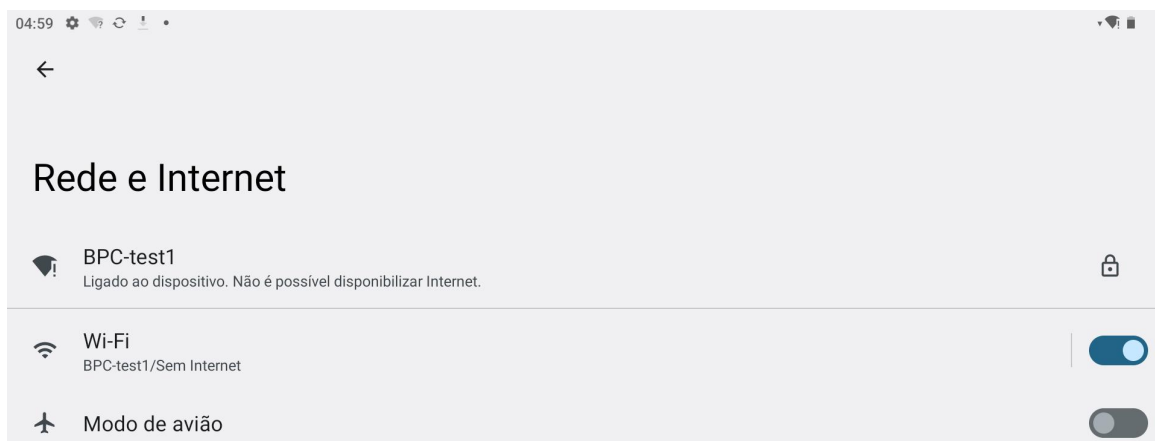 04:59
Rede e Internet
BPC-test1
Ligado ao dispositivo. Não é possível disponibilizar Internet.
Wi-Fi
BPC-test1/Sem Internet
Modo de avião